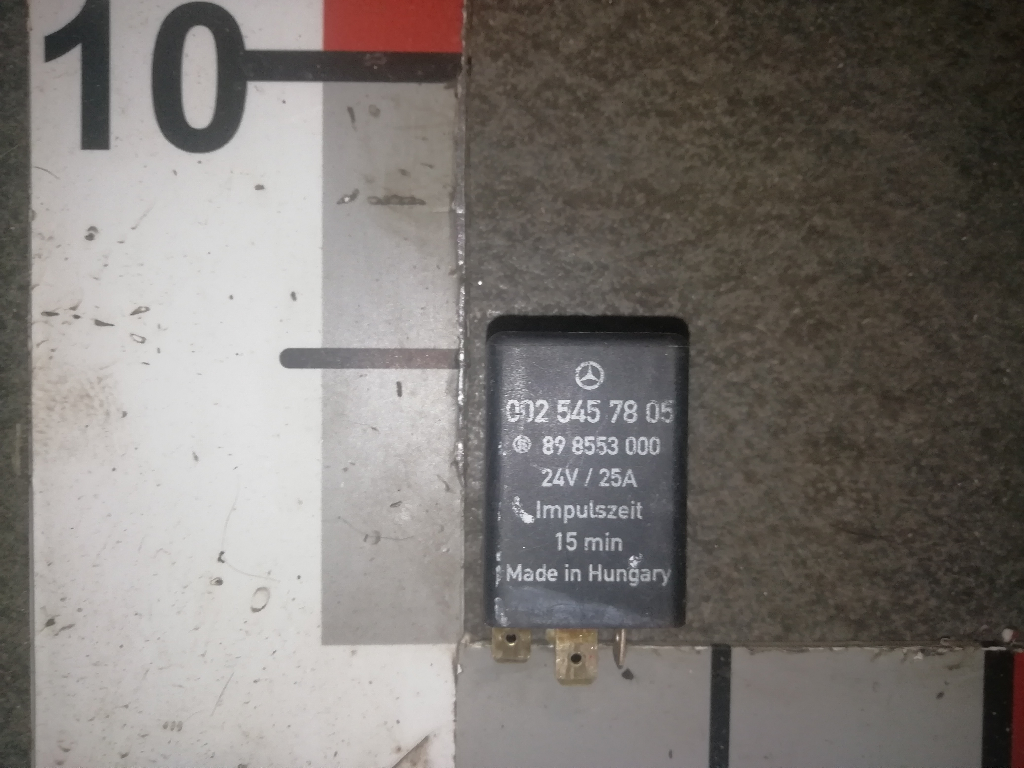 10
002 545 78 05
89 8553 000
24V / 25A
Impulszeit
15 min
Made in Hungary